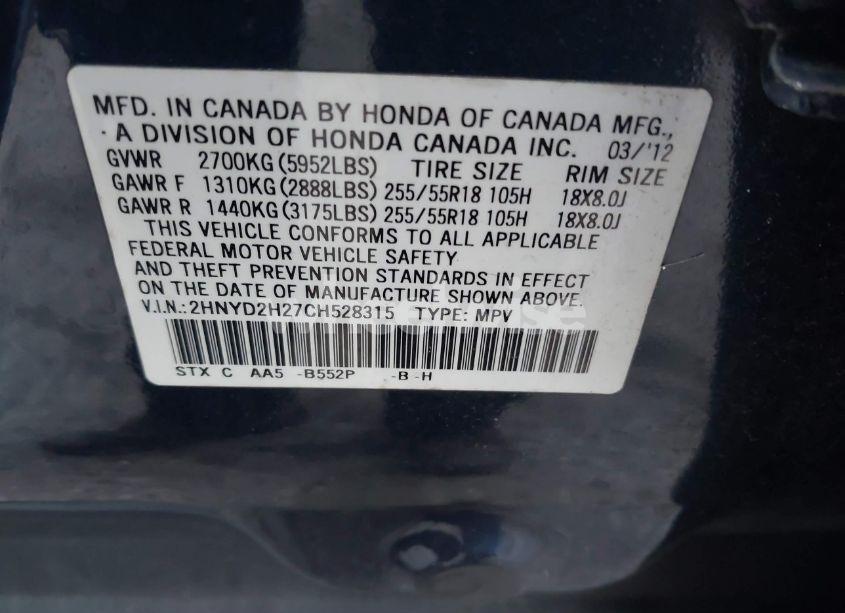 MFD. IN CANADA BY HONDA OF CANADA MFG.,
A DIVISION OF HONDA CANADA INC. 03/'12
GVWR 2700KG (5952LBS) TIRE SIZE RIM SIZE
GAWR F 1310KG (2888LBS) 255/55R18 105H 18X8.0J
GAWR R 1440KG (3175LBS) 255/55R18 105H 18X8.0J
THIS VEHICLE CONFORMS TO ALL APPLICABLE
FEDERAL MOTOR VEHICLE SAFETY
AND THEFT PREVENTION STANDARDS IN EFFECT
ON THE DATE OF MANUFACTURE SHOWN ABOVE.
V.I.N.:2HNYD2H27CH528315 TYPE: MPV
STX C AA5 -B552P -B -H